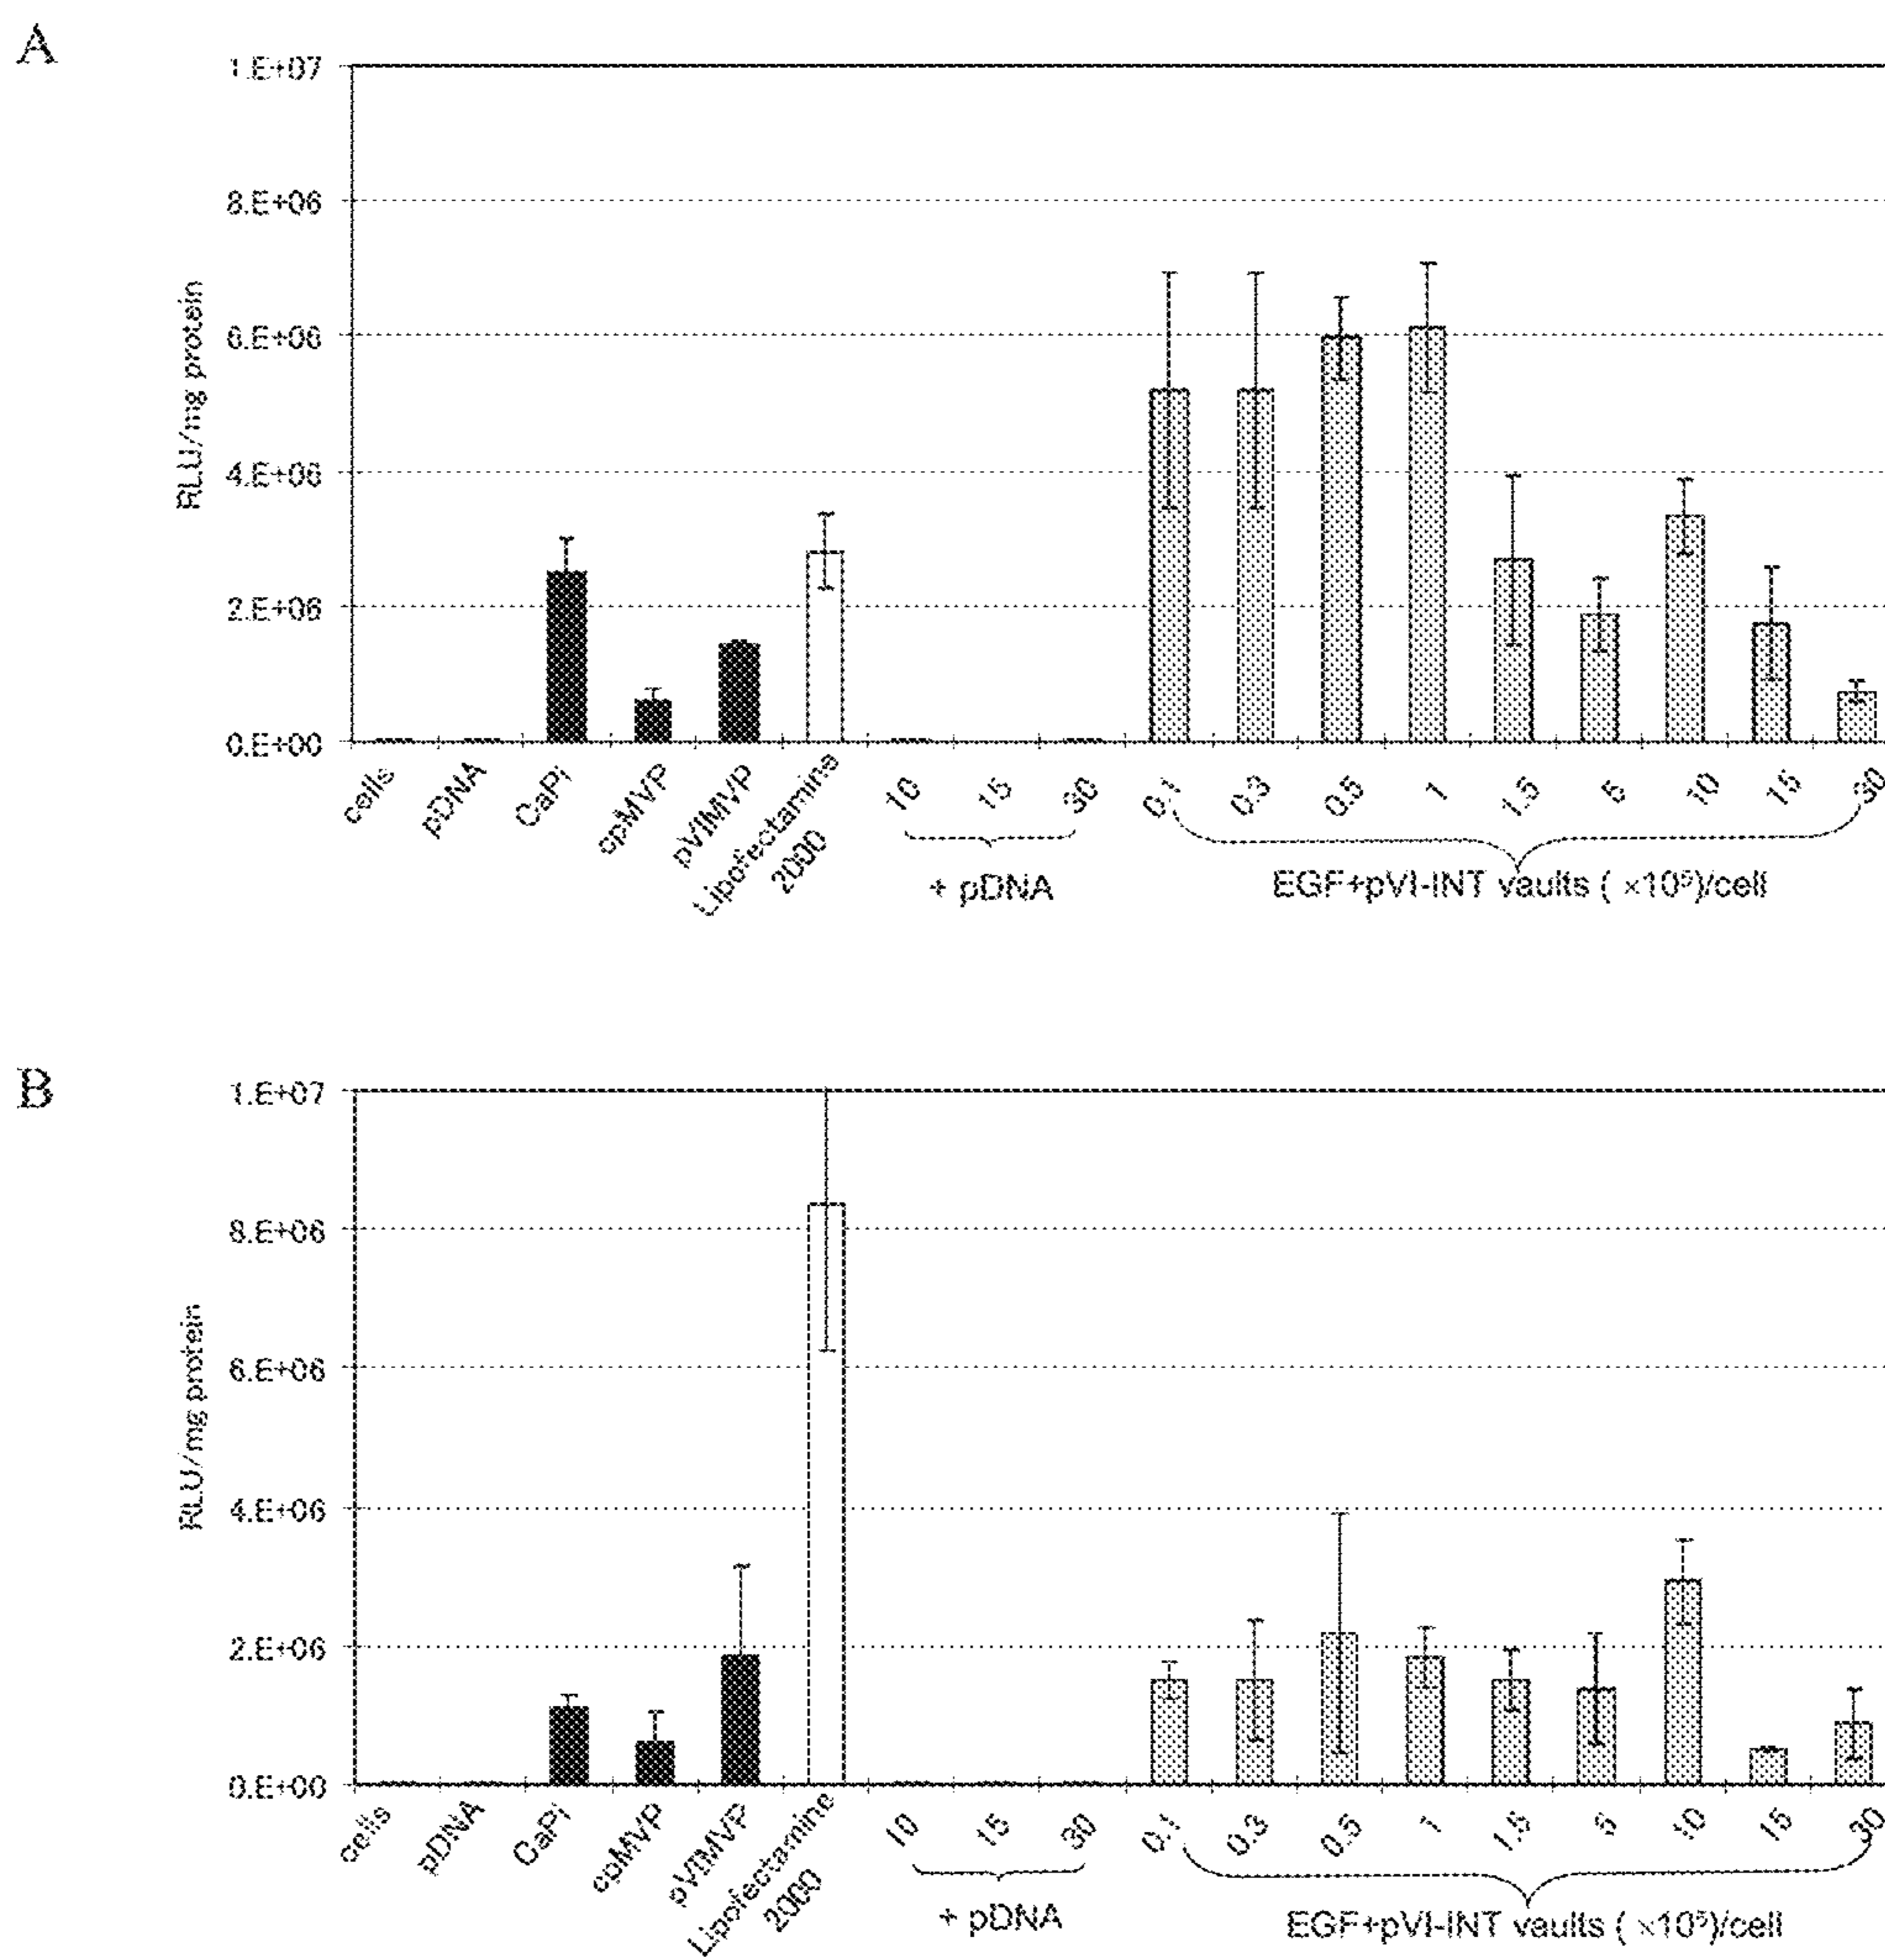 A
1.E+07
8.E+06
6.E+06
4.E+06
2.E+06
0.E+00
RLU/mg protein
cells
pDNA
CaPi
cpMVP
pVIMVP
Lipofectamine
2000
10
15
30
+ pDNA
0.1
0.3
0.5
1
1.5
5
10
15
30
EGF+pVI-INT vaults ( ×10⁵)/cell
B
1.E+07
8.E+06
6.E+06
4.E+06
2.E+06
0.E+00
RLU/mg protein
cells
pDNA
CaPi
cpMVP
pVIMVP
Lipofectamine
2000
10
15
30
+ pDNA
0.1
0.3
0.5
1
1.5
5
10
15
30
EGF+pVI-INT vaults ( ×10⁵)/cell